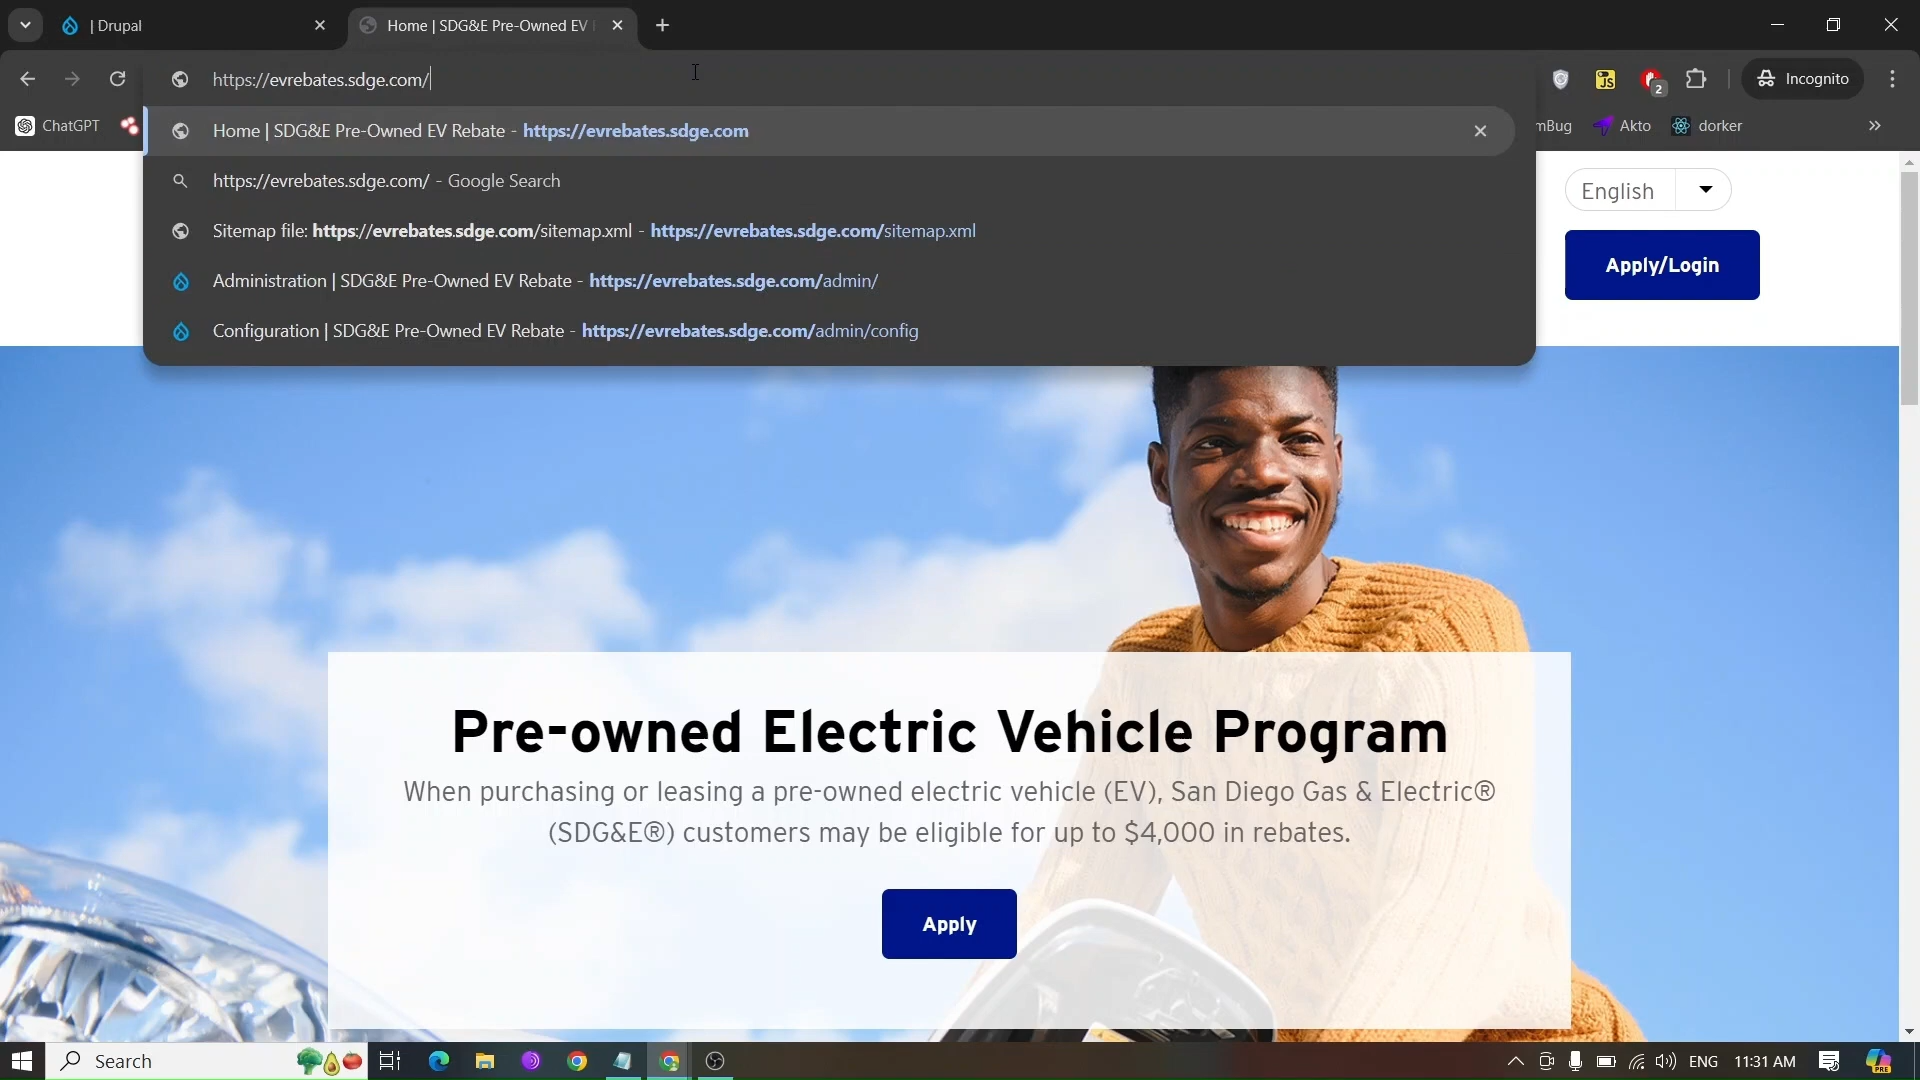 | Drupal
Home | SDG&E Pre-Owned EV
https://evrebates.sdge.com/
JS
2
Incognito
ChatGPT
Home | SDG&E Pre-Owned EV Rebate - https://evrebates.sdge.com
mBug
Akto
dorker
https://evrebates.sdge.com/ - Google Search
English
Sitemap file: https://evrebates.sdge.com/sitemap.xml - https://evrebates.sdge.com/sitemap.xml
Apply/Login
Administration | SDG&E Pre-Owned EV Rebate - https://evrebates.sdge.com/admin/
Configuration | SDG&E Pre-Owned EV Rebate - https://evrebates.sdge.com/admin/config
Pre-owned Electric Vehicle Program
When purchasing or leasing a pre-owned electric vehicle (EV), San Diego Gas & Electric®
(SDG&E®) customers may be eligible for up to $4,000 in rebates.
Apply
Search
ENG
11:31 AM
PRE